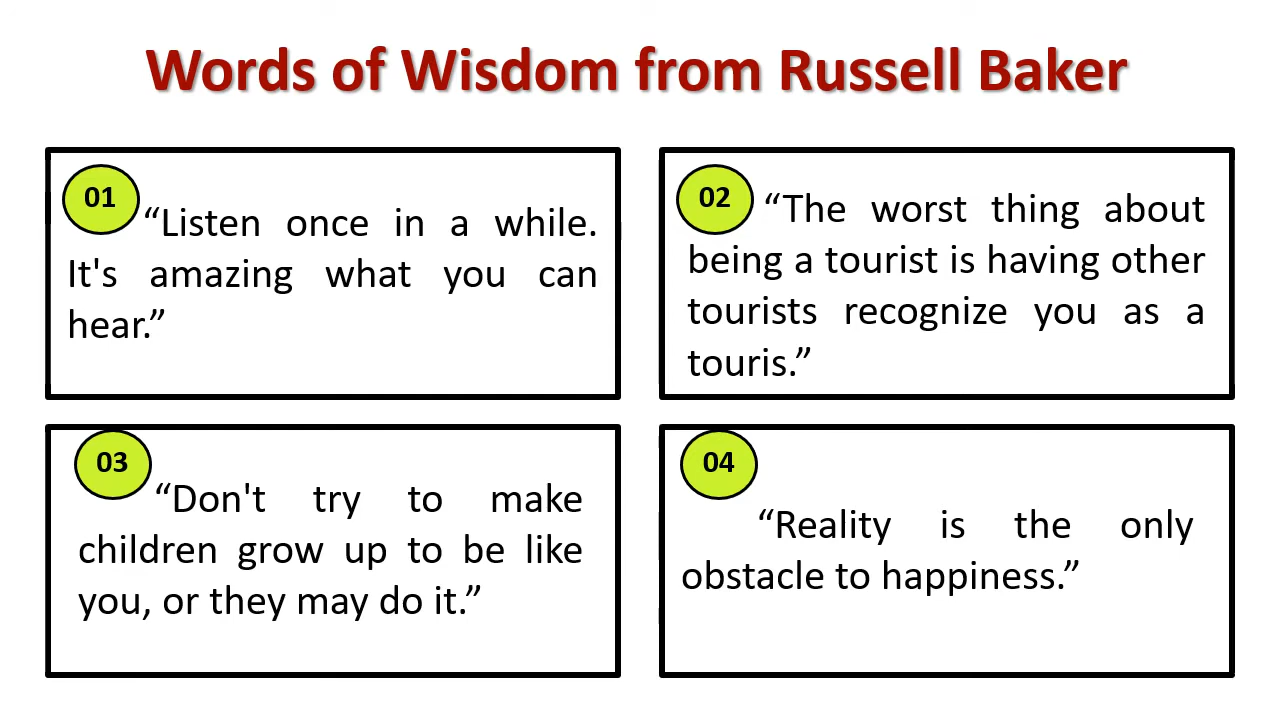 Words of Wisdom from Russell Baker
01
“Listen once in a while.
It's amazing what you can
hear.”
02
“The worst thing about
being a tourist is having other
tourists recognize you as a
touris.”
03
“Don't try to make
children grow up to be like
you, or they may do it.”
04
“Reality is the only
obstacle to happiness.”